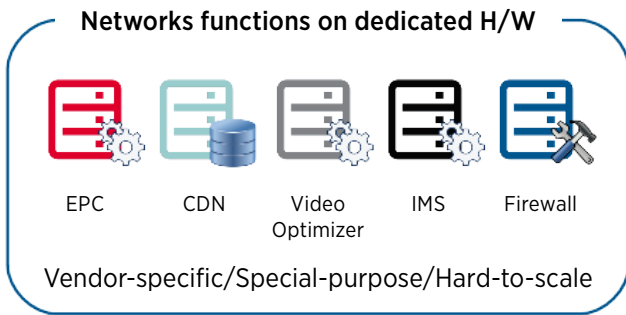 Networks functions on dedicated H/W
EPC
CDN
Video
Optimizer
IMS
Firewall
Vendor-specific/Special-purpose/Hard-to-scale